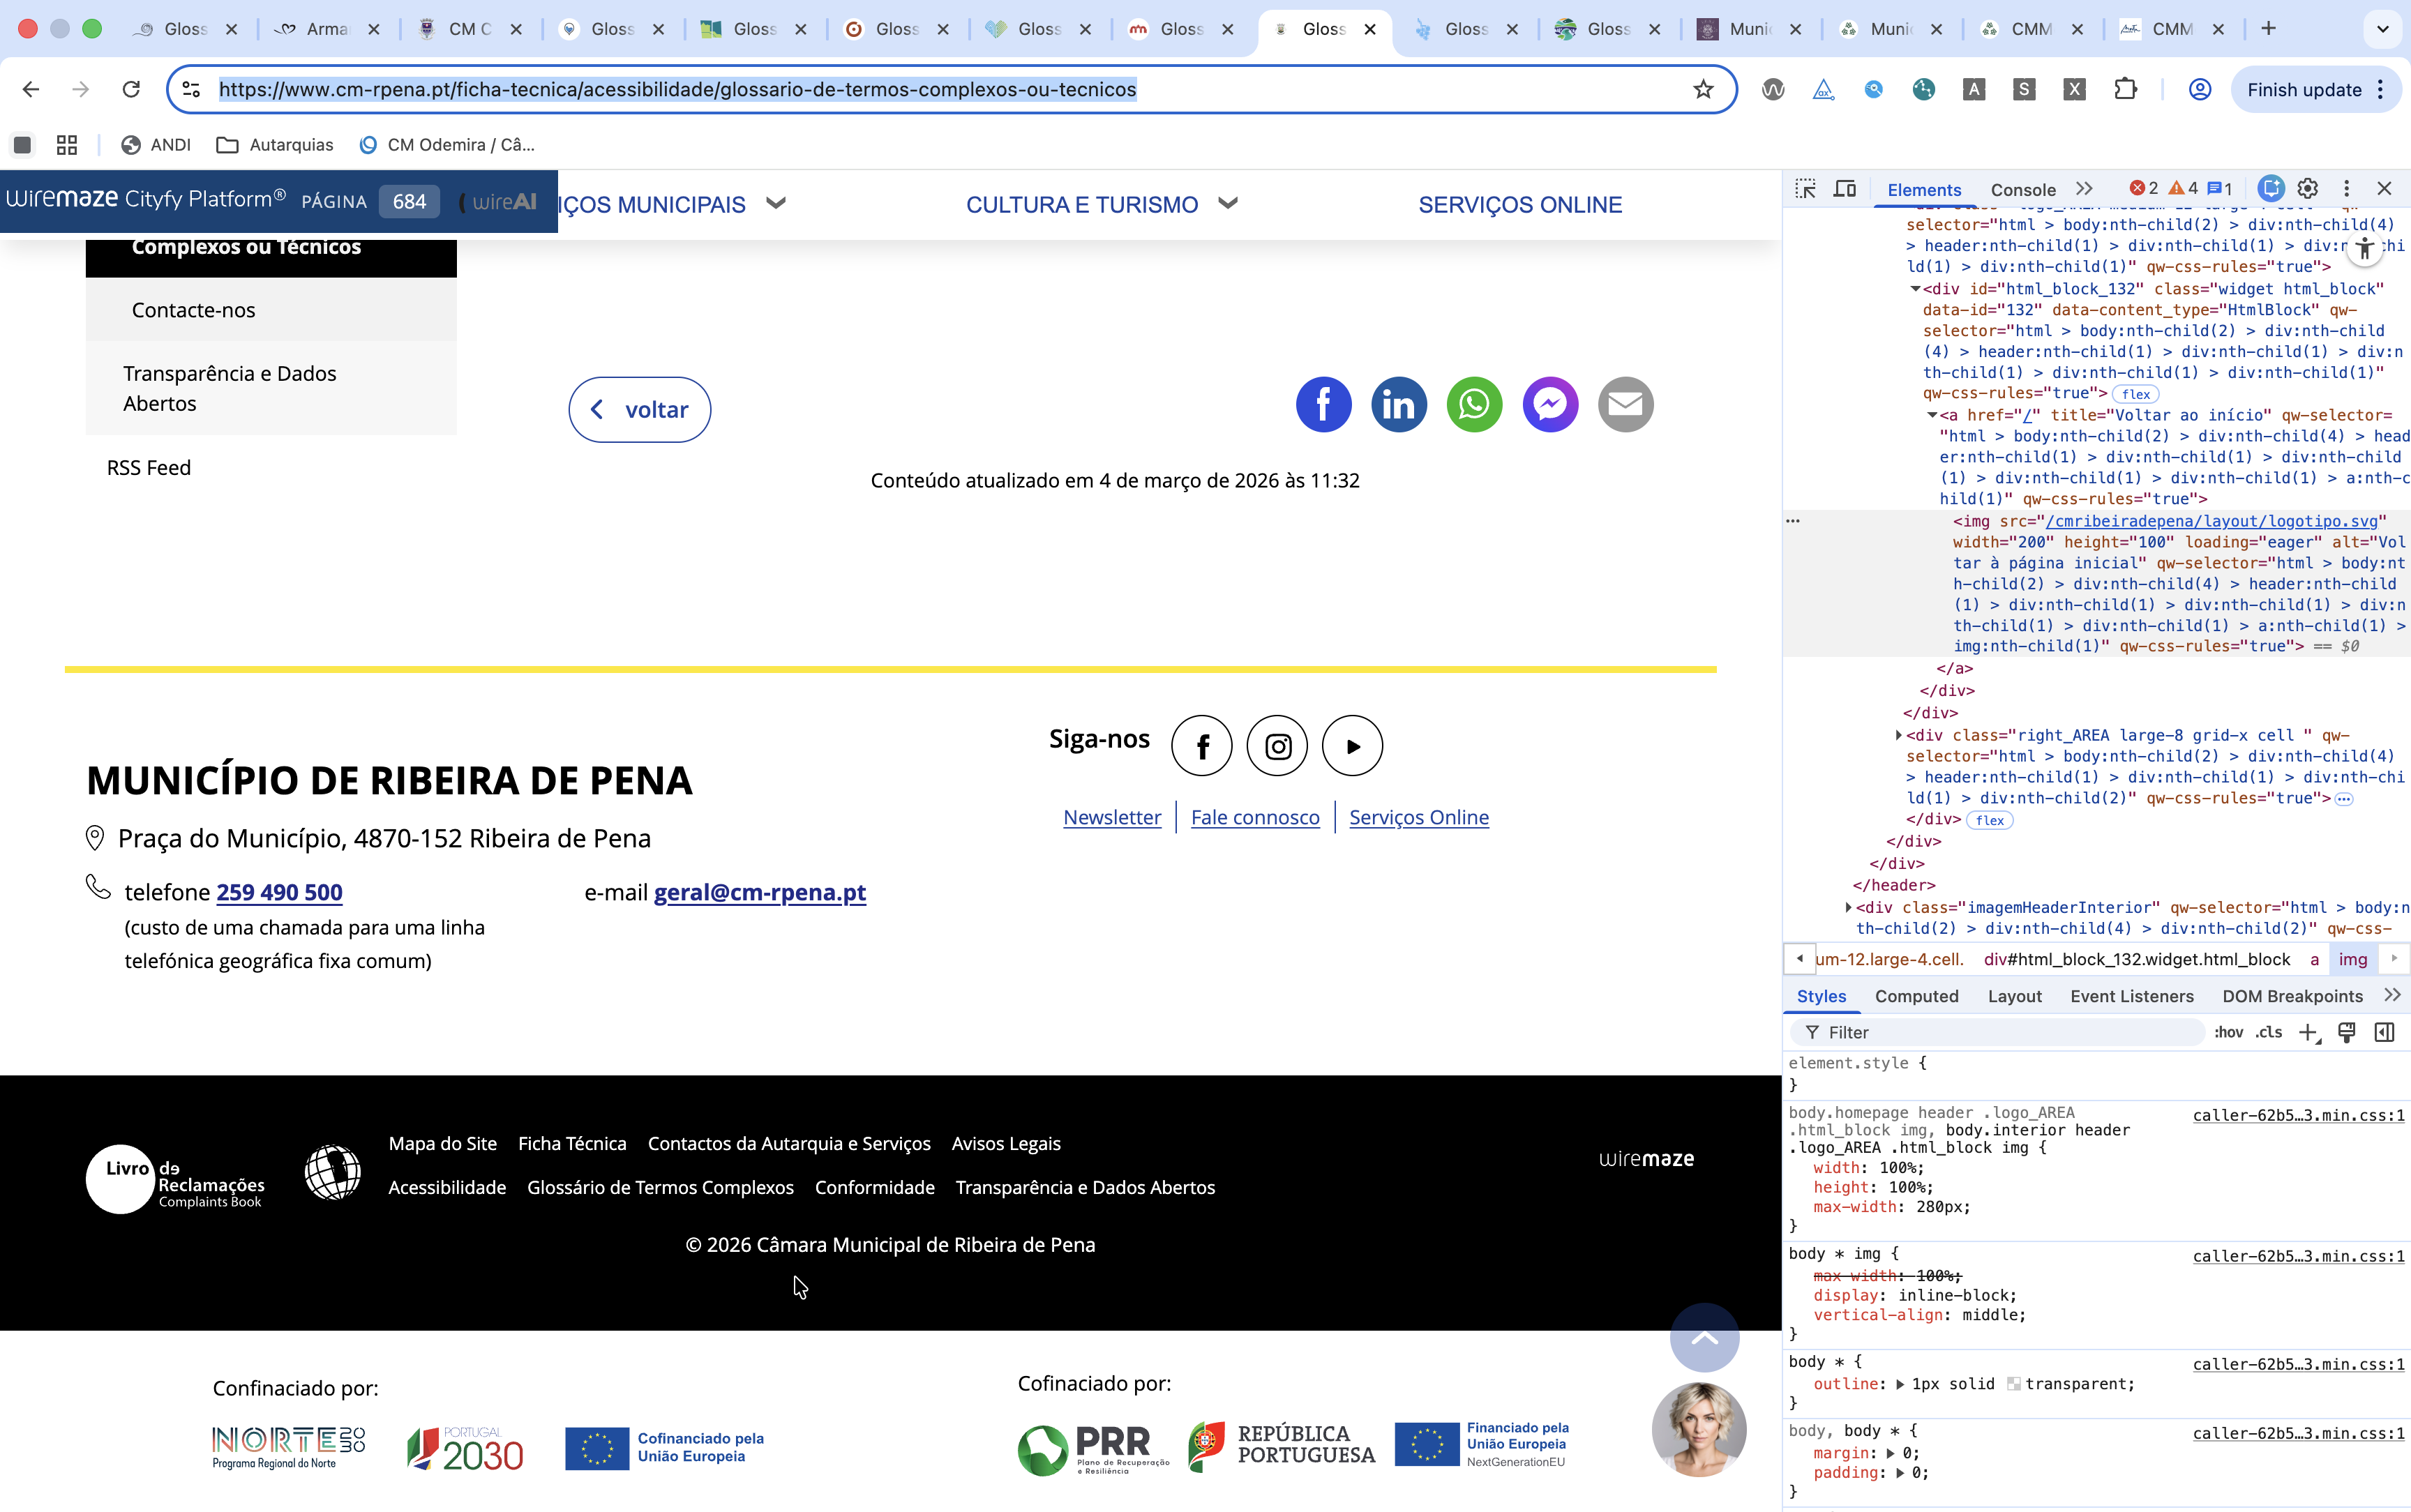 Gloss
Arma
CM C
Gloss
Gloss
Gloss
Gloss
Gloss
Gloss
Gloss
Gloss
Muni
Muni
CMM
CMM
https://www.cm-rpena.pt/ficha-tecnica/acessibilidade/glossario-de-termos-complexos-ou-tecnicos
Finish update
ANDI
Autarquias
CM Odemira / Câ...
wiremaze Cityfy Platform® PÁGINA 684 wireAI
IÇOS MUNICIPAIS
CULTURA E TURISMO
SERVIÇOS ONLINE
Complexos ou Técnicos
Contacte-nos
Transparência e Dados
Abertos
RSS Feed
voltar
Conteúdo atualizado em 4 de março de 2026 às 11:32
Siga-nos
Newsletter
Fale connosco
Serviços Online
MUNICÍPIO DE RIBEIRA DE PENA
Praça do Município, 4870-152 Ribeira de Pena
telefone 259 490 500
e-mail geral@cm-rpena.pt
(custo de uma chamada para uma linha
telefónica geográfica fixa comum)
Livro de
Reclamações
Complaints Book
Mapa do Site Ficha Técnica Contactos da Autarquia e Serviços Avisos Legais
Acessibilidade Glossário de Termos Complexos Conformidade Transparência e Dados Abertos
© 2026 Câmara Municipal de Ribeira de Pena
wiremaze
Confinaciado por:
NORTE 2030
Programa Regional do Norte
PORTUGAL
2030
Cofinanciado pela
União Europeia
Cofinaciado por:
PRR
Plano de Recuperação
e Resiliência
REPÚBLICA
PORTUGUESA
Financiado pela
União Europeia
NextGenerationEU
Elements Console 2 4 1
selector="html > body:nth-child(2) > div:nth-child(4)
> header:nth-child(1) > div:nth-child(1) > div:nth-chi
ld(1) > div:nth-child(1)" qw-css-rules="true">
<div id="html_block_132" class="widget html_block"
data-id="132" data-content_type="HtmlBlock" qw-
selector="html > body:nth-child(2) > div:nth-child
(4) > header:nth-child(1) > div:nth-child(1) > div:n
th-child(1) > div:nth-child(1) > div:nth-child(1)"
qw-css-rules="true"> flex
<a href="/" title="Voltar ao início" qw-selector=
"html > body:nth-child(2) > div:nth-child(4) > head
er:nth-child(1) > div:nth-child(1) > div:nth-child
(1) > div:nth-child(1) > div:nth-child(1) > a:nth-c
hild(1)" qw-css-rules="true">
<img src="/cmribeiradepena/layout/logotipo.svg"
width="200" height="100" loading="eager" alt="Vol
tar à página inicial" qw-selector="html > body:nt
h-child(2) > div:nth-child(4) > header:nth-child
(1) > div:nth-child(1) > div:nth-child(1) > div:n
th-child(1) > div:nth-child(1) > a:nth-child(1) >
img:nth-child(1)" qw-css-rules="true"> == $0
</a>
</div>
</div>
<div class="right_AREA large-8 grid-x cell " qw-
selector="html > body:nth-child(2) > div:nth-child(4)
> header:nth-child(1) > div:nth-child(1) > div:nth-chi
ld(1) > div:nth-child(2)" qw-css-rules="true">
</div> flex
</div>
</div>
</header>
<div class="imagemHeaderInterior" qw-selector="html > body:n
th-child(2) > div:nth-child(4) > div:nth-child(2)" qw-css-
um-12.large-4.cell. div#html_block_132.widget.html_block a img
Styles Computed Layout Event Listeners DOM Breakpoints
Filter :hov .cls
element.style {
}
body.homepage header .logo_AREA caller-62b5…3.min.css:1
.html_block img, body.interior header
.logo_AREA .html_block img {
width: 100%;
height: 100%;
max-width: 280px;
}
body * img { caller-62b5…3.min.css:1
max-width: 100%;
display: inline-block;
vertical-align: middle;
}
body * { caller-62b5…3.min.css:1
outline: 1px solid transparent;
}
body, body * { caller-62b5…3.min.css:1
margin: 0;
padding: 0;
}